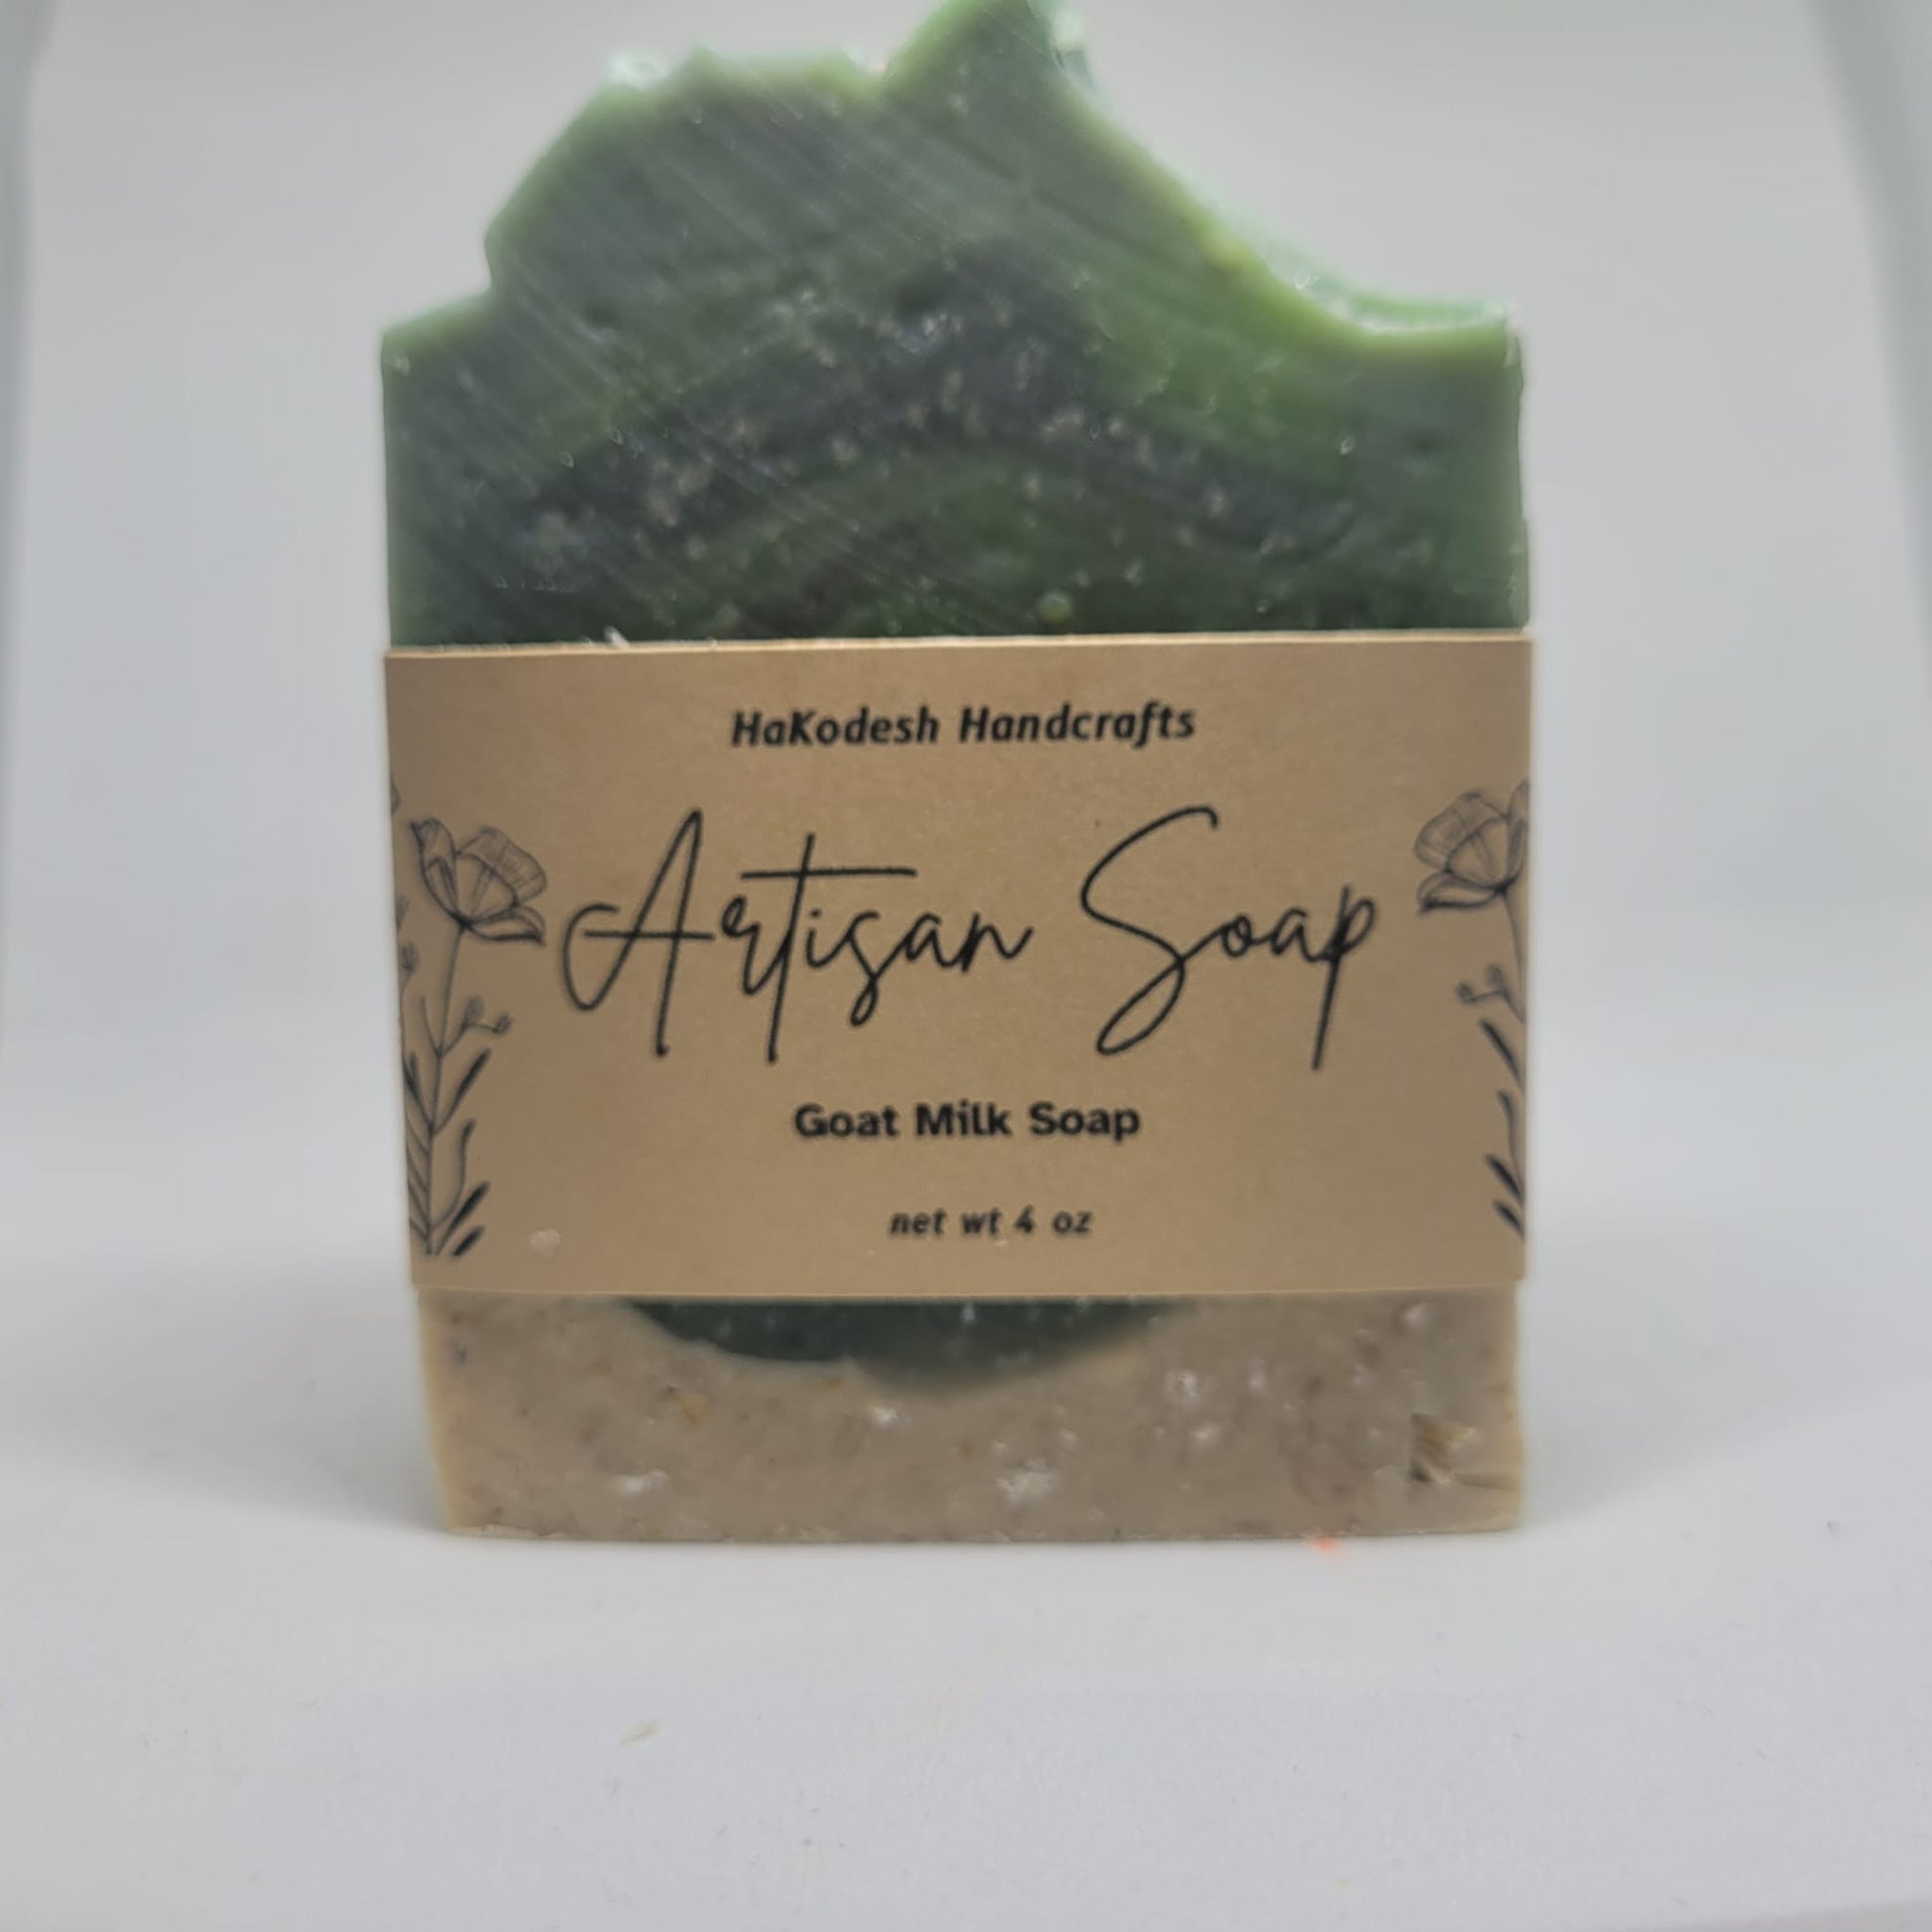 HaKodesh Handcrafts
Artisan Soap
Goat Milk Soap
net wt 4 oz